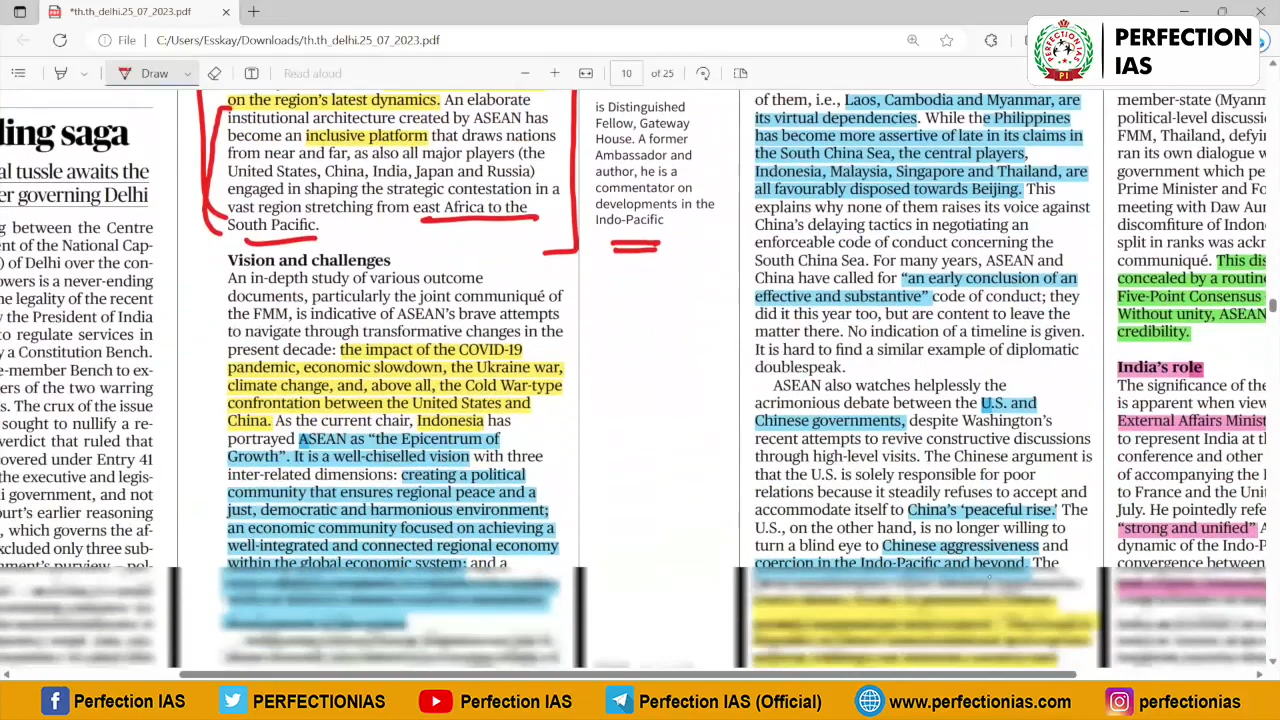 *th.th_delhi.25_07_2023.pdf
File
C:/Users/Esskay/Downloads/th.th_delhi.25_07_2023.pdf
PERFECTION
IAS
PERFECTION IAS
PI
Draw
Read aloud
10 of 25
ling saga
al tussle awaits the
er governing Delhi
ng between the Centre
ent of the National Cap-
) of Delhi over the con-
owers is a never-ending
he legality of the recent
y the President of India
to regulate services in
y a Constitution Bench.
e-member Bench to ex-
ers of the two warring
s. The crux of the issue
sought to nullify a re-
verdict that ruled that
covered under Entry 41
the executive and legis-
i government, and not
ourt's earlier reasoning
, which governs the af-
xcluded only three sub-
on the region's latest dynamics. An elaborate
institutional architecture created by ASEAN has
become an inclusive platform that draws nations
from near and far, as also all major players (the
United States, China, India, Japan and Russia)
engaged in shaping the strategic contestation in a
vast region stretching from east Africa to the
South Pacific.
Vision and challenges
An in-depth study of various outcome
documents, particularly the joint communiqué of
the FMM, is indicative of ASEAN's brave attempts
to navigate through transformative changes in the
present decade: the impact of the COVID-19
pandemic, economic slowdown, the Ukraine war,
climate change, and, above all, the Cold War-type
confrontation between the United States and
China. As the current chair, Indonesia has
portrayed ASEAN as “the Epicentrum of
Growth”. It is a well-chiselled vision with three
inter-related dimensions: creating a political
community that ensures regional peace and a
just, democratic and harmonious environment;
an economic community focused on achieving a
well-integrated and connected regional economy
within the global economic system; and a
is Distinguished
Fellow, Gateway
House. A former
Ambassador and
author, he is a
commentator on
developments in the
Indo-Pacific
of them, i.e., Laos, Cambodia and Myanmar, are
its virtual dependencies. While the Philippines
has become more assertive of late in its claims in
the South China Sea, the central players,
Indonesia, Malaysia, Singapore and Thailand, are
all favourably disposed towards Beijing. This
explains why none of them raises its voice against
China's delaying tactics in negotiating an
enforceable code of conduct concerning the
South China Sea. For many years, ASEAN and
China have called for “an early conclusion of an
effective and substantive” code of conduct; they
did it this year too, but are content to leave the
matter there. No indication of a timeline is given.
It is hard to find a similar example of diplomatic
doublespeak.
ASEAN also watches helplessly the
acrimonious debate between the U.S. and
Chinese governments, despite Washington's
recent attempts to revive constructive discussions
through high-level visits. The Chinese argument is
that the U.S. is solely responsible for poor
relations because it steadily refuses to accept and
accommodate itself to China's ‘peaceful rise.’ The
U.S., on the other hand, is no longer willing to
turn a blind eye to Chinese aggressiveness and
coercion in the Indo-Pacific and beyond. The
member-state (Myanm
political-level discussi
FMM, Thailand, defyin
ran its own dialogue w
government which pe
Prime Minister and Fo
meeting with Daw Aun
discomfiture of Indon
split in ranks was ackn
communiqué. This dis
concealed by a routine
Five-Point Consensus
Without unity, ASEAN
credibility.
India's role
The significance of the
is apparent when view
External Affairs Minist
to represent India at th
conference and other
of accompanying the P
to France and the Unit
July. He pointedly refe
“strong and unified” A
dynamic of the Indo-P
convergence between
Perfection IAS
PERFECTIONIAS
Perfection IAS
Perfection IAS (Official)
www.perfectionias.com
perfectionias